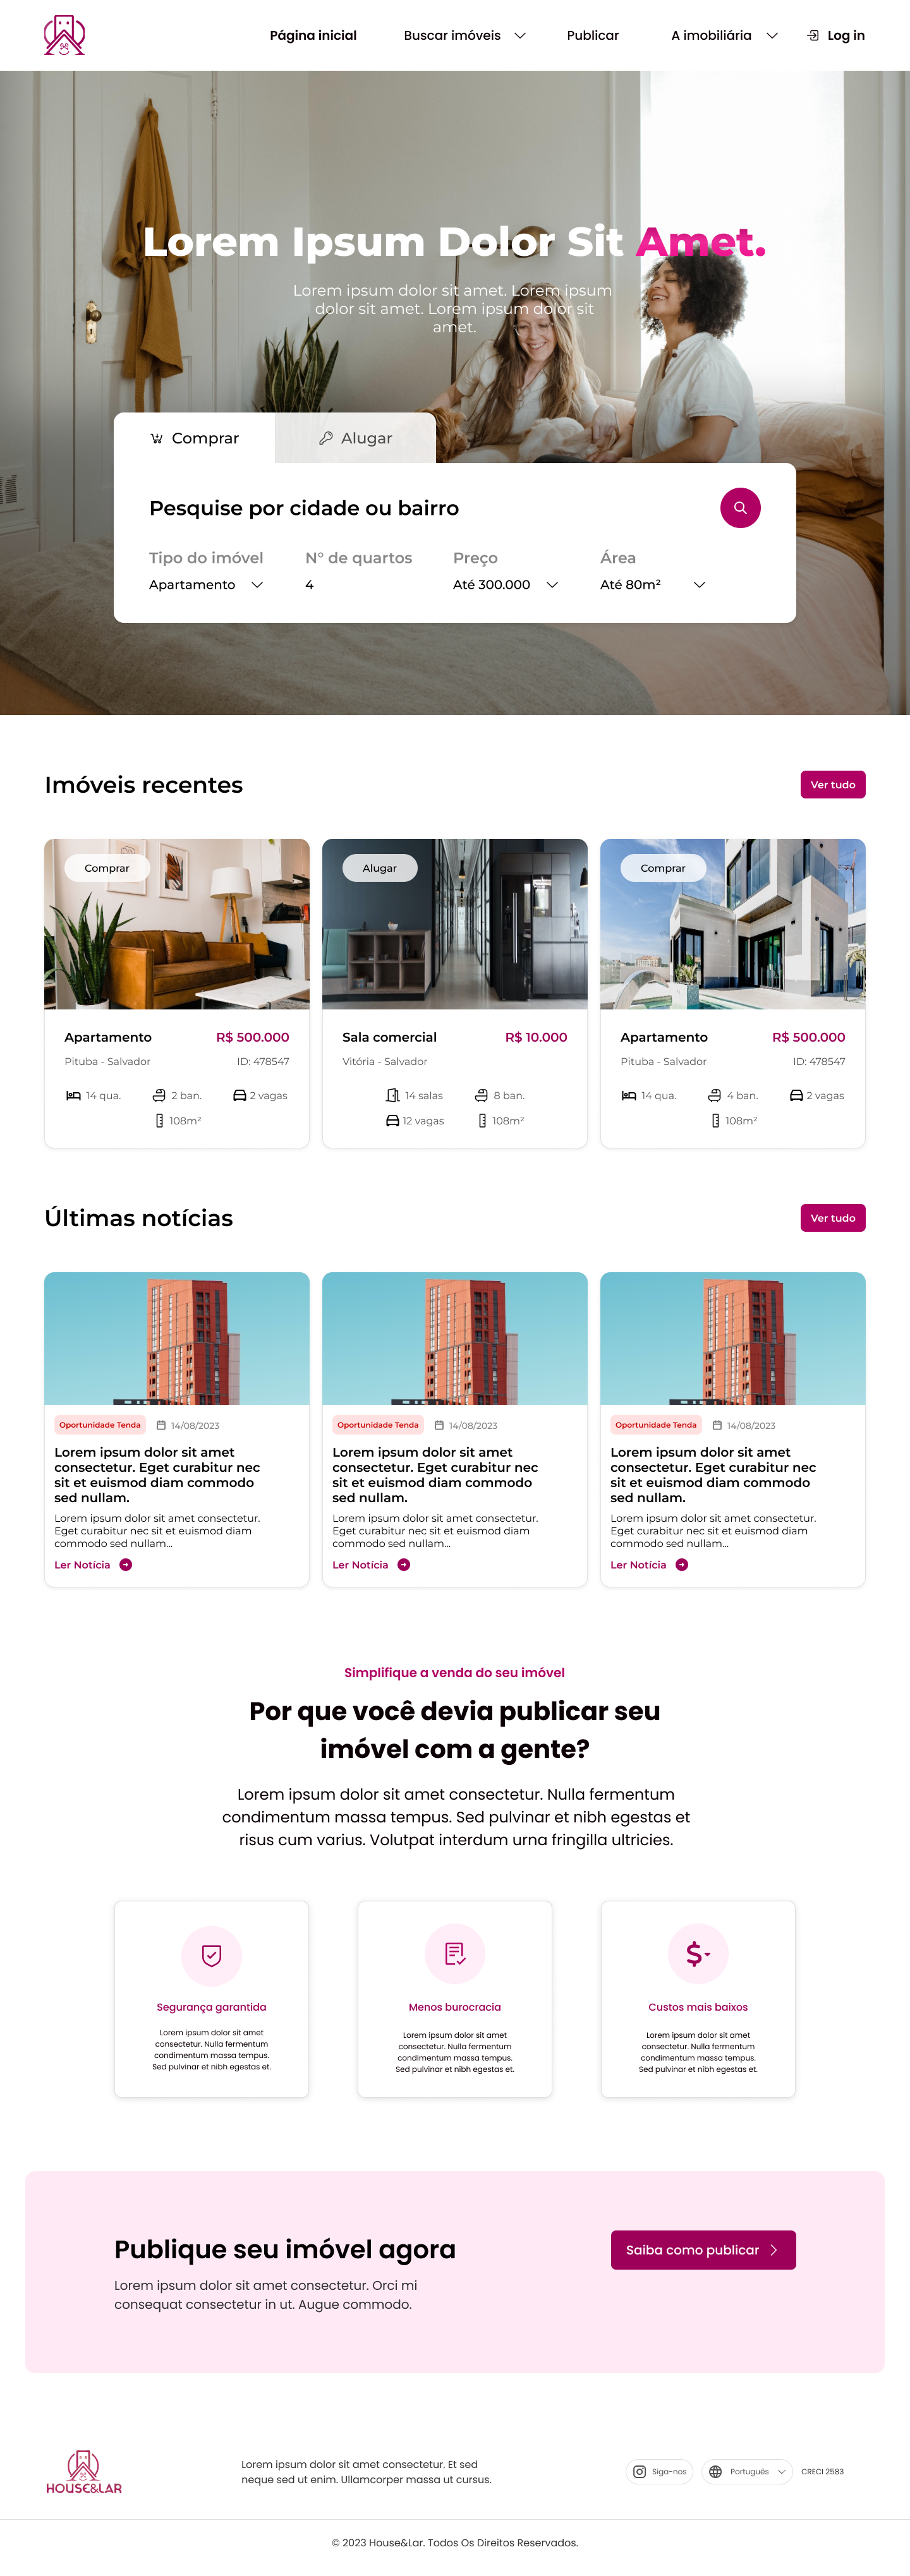 Página inicial
Buscar imóveis
Publicar
A imobiliária
Log in
Lorem Ipsum Dolor Sit Amet.
Lorem ipsum dolor sit amet. Lorem ipsum
dolor sit amet. Lorem ipsum dolor sit
amet.
Comprar
Alugar
Pesquise por cidade ou bairro
Tipo do imóvel
N° de quartos
Preço
Área
Apartamento
4
Até 300.000
Até 80m²
Imóveis recentes
Ver tudo
Comprar
Apartamento
R$ 500.000
Pituba - Salvador
ID: 478547
14 qua.
2 ban.
2 vagas
108m²
Alugar
Sala comercial
R$ 10.000
Vitória - Salvador
14 salas
8 ban.
12 vagas
108m²
Comprar
Apartamento
R$ 500.000
Pituba - Salvador
ID: 478547
14 qua.
4 ban.
2 vagas
108m²
Últimas notícias
Ver tudo
Oportunidade Tenda
14/08/2023
Lorem ipsum dolor sit amet
consectetur. Eget curabitur nec
sit et euismod diam commodo
sed nullam.
Lorem ipsum dolor sit amet consectetur.
Eget curabitur nec sit et euismod diam
commodo sed nullam...
Ler Notícia
Oportunidade Tenda
14/08/2023
Lorem ipsum dolor sit amet
consectetur. Eget curabitur nec
sit et euismod diam commodo
sed nullam.
Lorem ipsum dolor sit amet consectetur.
Eget curabitur nec sit et euismod diam
commodo sed nullam...
Ler Notícia
Oportunidade Tenda
14/08/2023
Lorem ipsum dolor sit amet
consectetur. Eget curabitur nec
sit et euismod diam commodo
sed nullam.
Lorem ipsum dolor sit amet consectetur.
Eget curabitur nec sit et euismod diam
commodo sed nullam...
Ler Notícia
Simplifique a venda do seu imóvel
Por que você devia publicar seu
imóvel com a gente?
Lorem ipsum dolor sit amet consectetur. Nulla fermentum
condimentum massa tempus. Sed pulvinar et nibh egestas et
risus cum varius. Volutpat interdum urna fringilla ultricies.
Segurança garantida
Lorem ipsum dolor sit amet
consectetur. Nulla fermentum
condimentum massa tempus.
Sed pulvinar et nibh egestas et.
Menos burocracia
Lorem ipsum dolor sit amet
consectetur. Nulla fermentum
condimentum massa tempus.
Sed pulvinar et nibh egestas et.
Custos mais baixos
Lorem ipsum dolor sit amet
consectetur. Nulla fermentum
condimentum massa tempus.
Sed pulvinar et nibh egestas et.
Publique seu imóvel agora
Lorem ipsum dolor sit amet consectetur. Orci mi
consequat consectetur in ut. Augue commodo.
Saiba como publicar
HOUSE&LAR
Lorem ipsum dolor sit amet consectetur. Et sed
neque sed ut enim. Ullamcorper massa ut cursus.
Siga-nos
Português
CRECI 2583
© 2023 House&Lar. Todos Os Direitos Reservados.